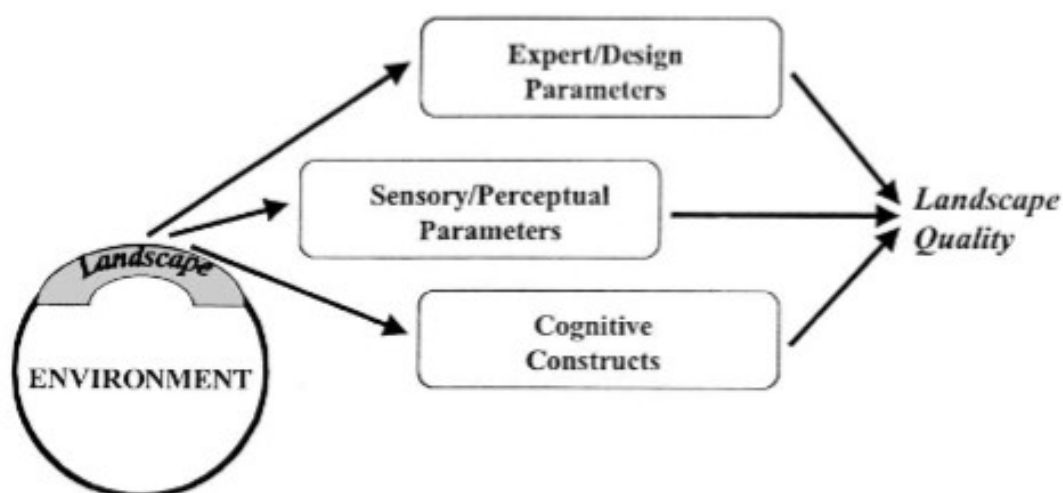 Expert/Design
Parameters
Sensory/Perceptual
Parameters
Landscape
Quality
Landscape
Cognitive
Constructs
ENVIRONMENT